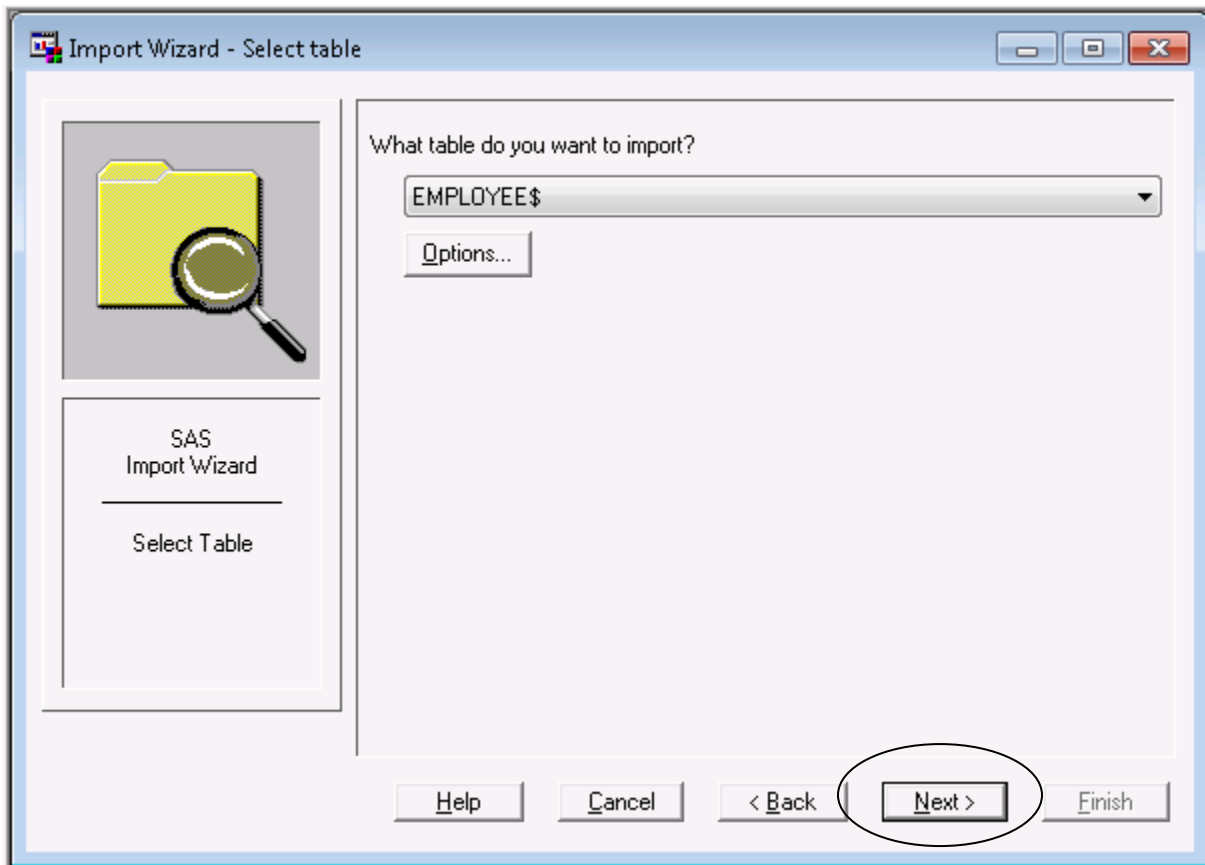 Import Wizard - Select table
What table do you want to import?
EMPLOYEE$
Options...
SAS
Import Wizard
Select Table
Help
Cancel
< Back
Next >
Finish